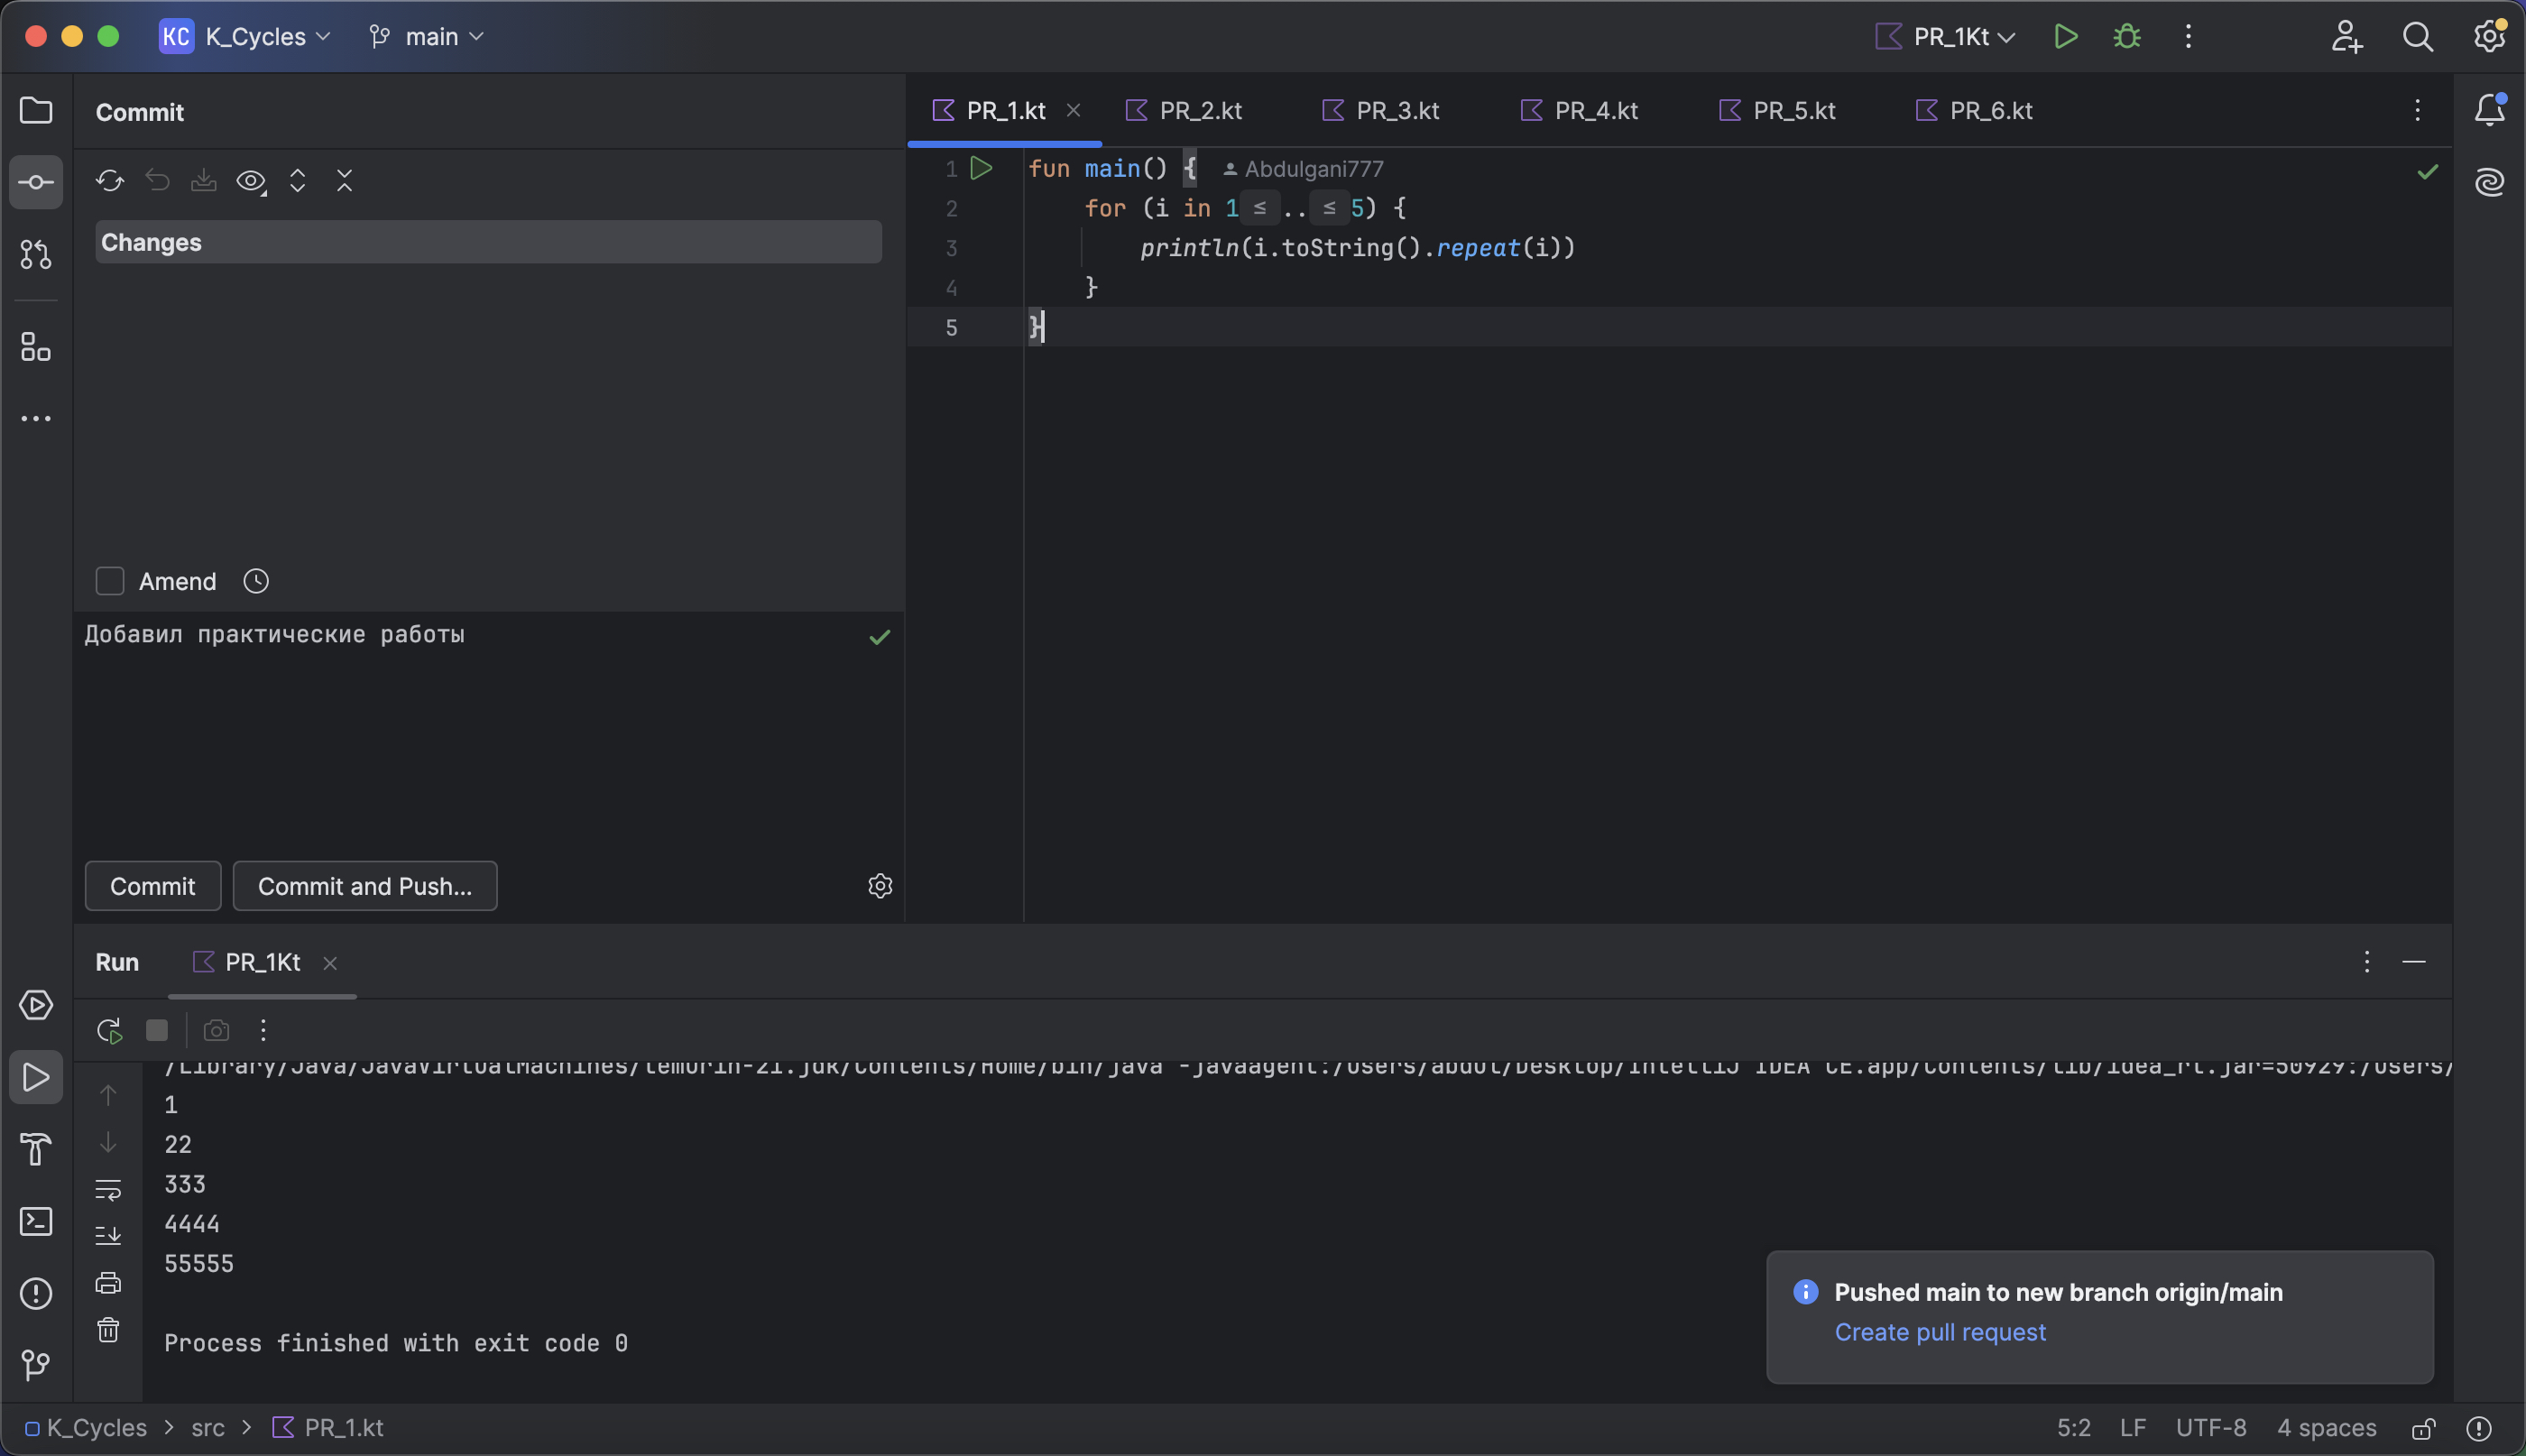 KC K_Cycles main PR_1Kt
Commit
PR_1.kt PR_2.kt PR_3.kt PR_4.kt PR_5.kt PR_6.kt
Changes
1 fun main() { Abdulgani777
2 for (i in 1 ≤ .. ≤ 5) {
3 println(i.toString().repeat(i))
4 }
5 }
Amend
Добавил практические работы
Commit Commit and Push...
Run PR_1Kt
/Library/Java/JavaVirtualMachines/temurin-21.jdk/Contents/Home/bin/java -javaagent:/Users/abdul/Desktop/IntelliJ IDEA CE.app/Contents/lib/idea_rt.jar=50929:/Users/
1
22
333
4444
55555
Process finished with exit code 0
Pushed main to new branch origin/main
Create pull request
K_Cycles > src > PR_1.kt 5:2 LF UTF-8 4 spaces